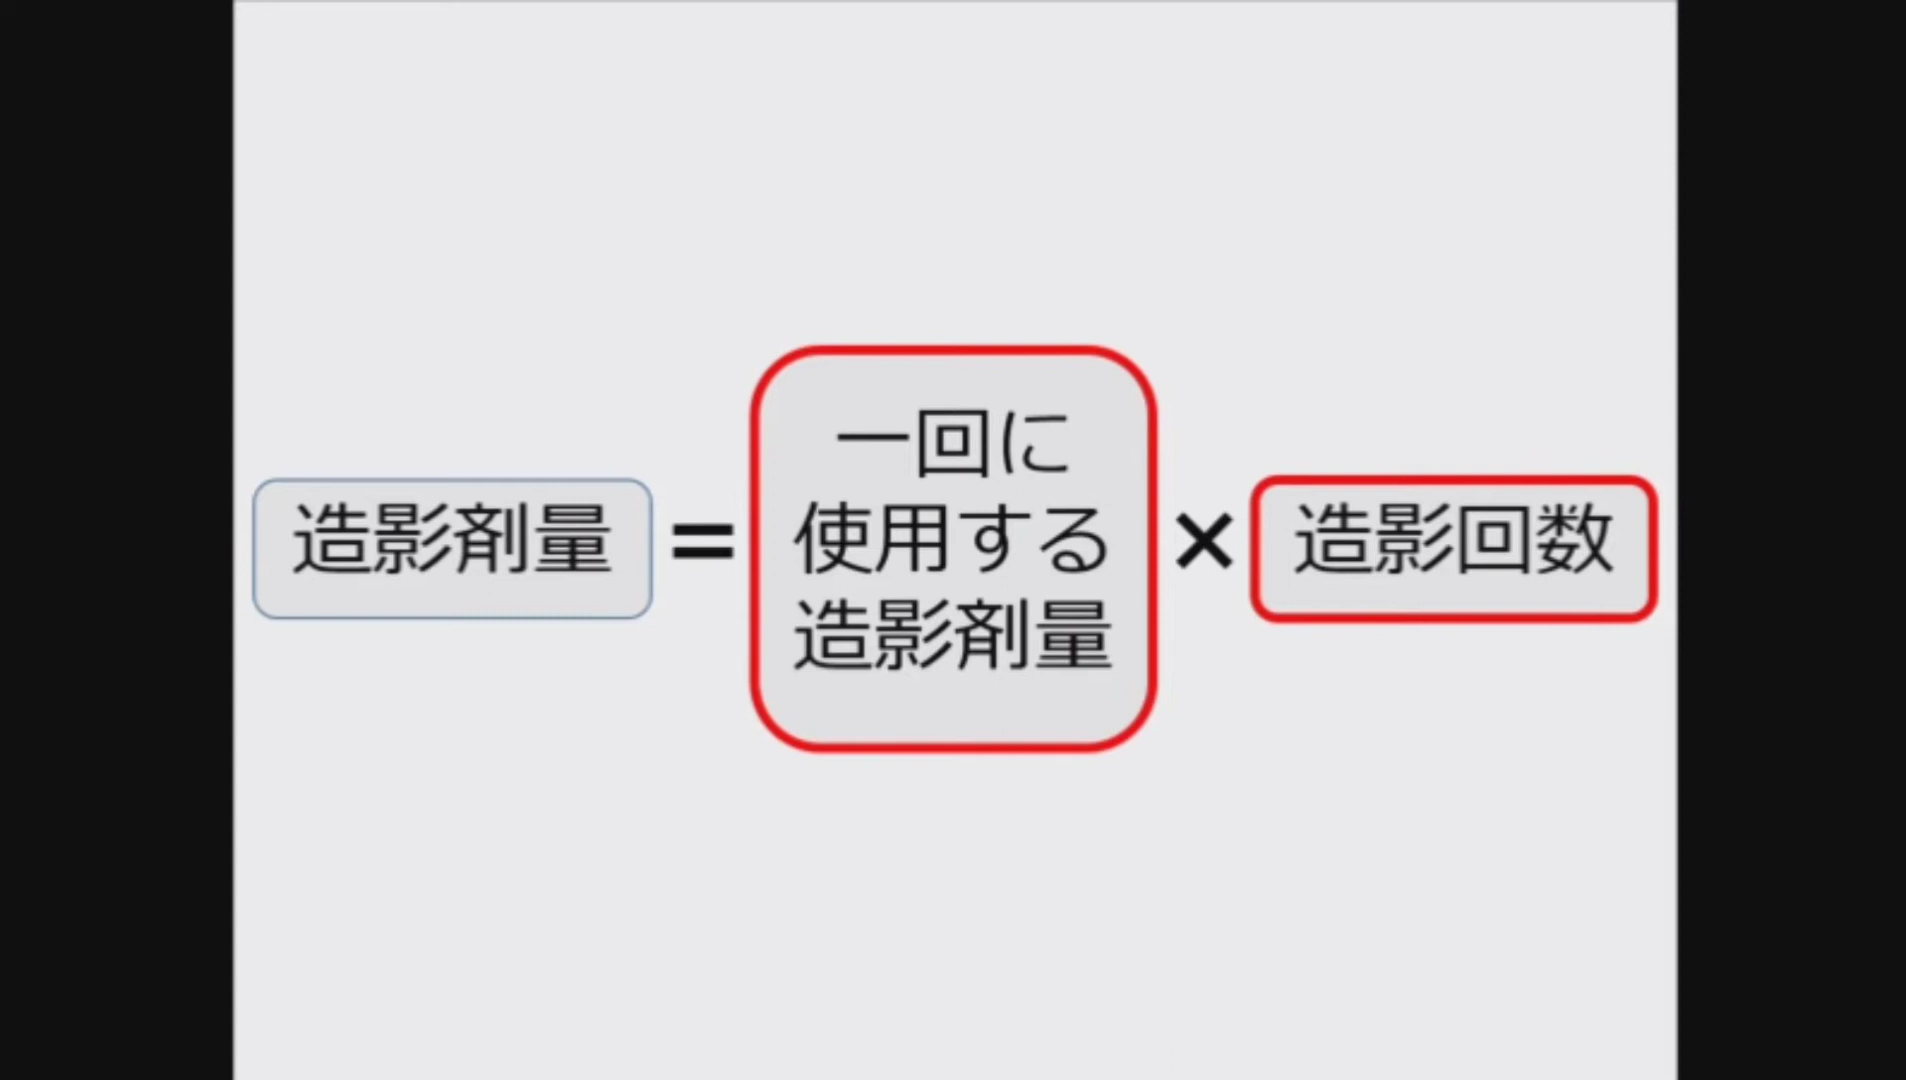 造影剤量
=
一回に
使用する
造影剤量
×
造影回数